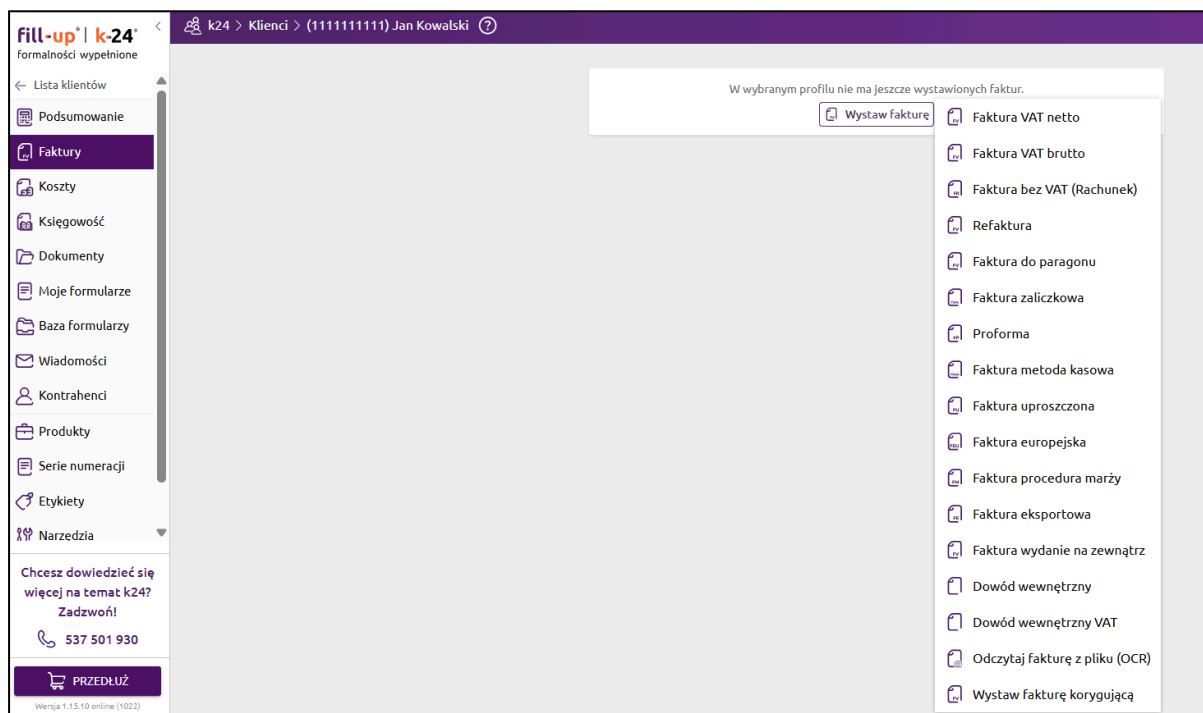 fill-up® | k-24®
formalności wypełnione
k24 > Klienci > (1111111111) Jan Kowalski ?
← Lista klientów
Podsumowanie
Faktury
Koszty
Księgowość
Dokumenty
Moje formularze
Baza formularzy
Wiadomości
Kontrahenci
Produkty
Serie numeracji
Etykiety
Narzędzia
Chcesz dowiedzieć się
więcej na temat k24?
Zadzwoń!
537 501 930
PRZEDŁUŻ
Wersja 1.15.10 online (1022)
W wybranym profilu nie ma jeszcze wystawionych faktur.
Wystaw fakturę
Faktura VAT netto
Faktura VAT brutto
Faktura bez VAT (Rachunek)
Refaktura
Faktura do paragonu
Faktura zaliczkowa
Proforma
Faktura metoda kasowa
Faktura uproszczona
Faktura europejska
Faktura procedura marży
Faktura eksportowa
Faktura wydanie na zewnątrz
Dowód wewnętrzny
Dowód wewnętrzny VAT
Odczytaj fakturę z pliku (OCR)
Wystaw fakturę korygującą